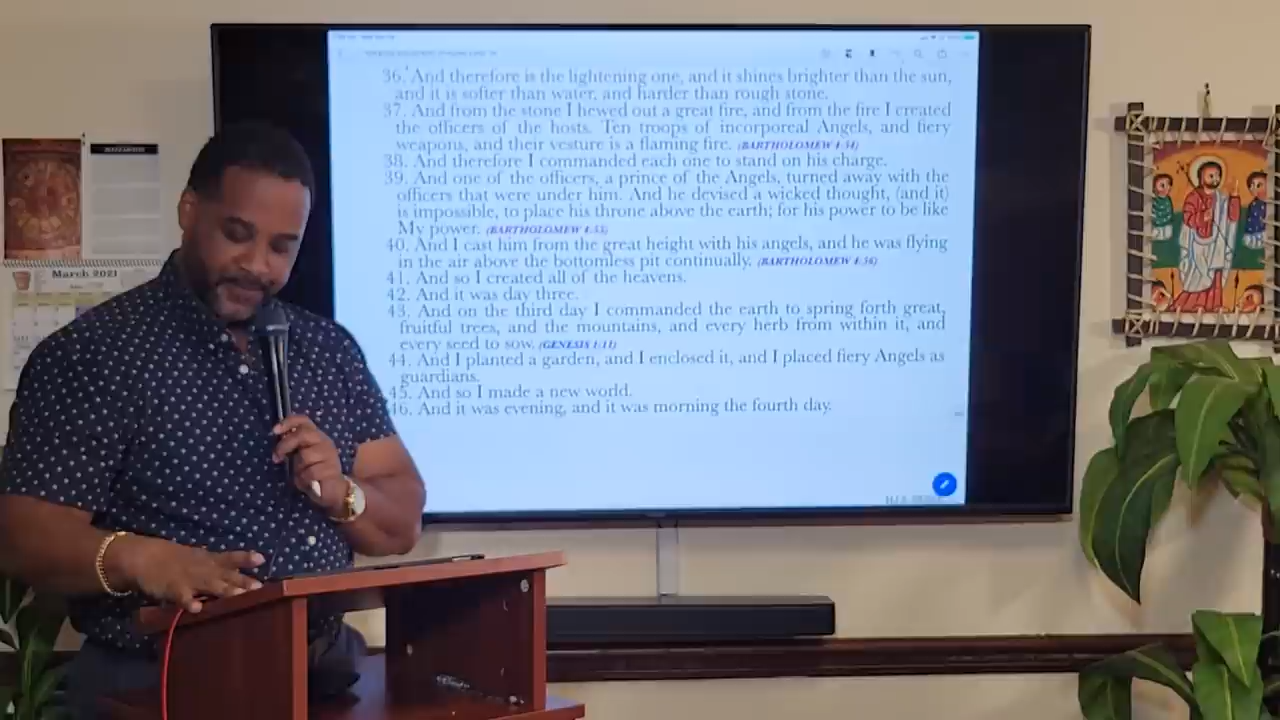 36. And therefore is the lightening one, and it shines brighter than the sun,
and it is softer than water, and harder than rough stone.
37. And from the stone I hewed out a great fire, and from the fire I created
the officers of the hosts. Ten troops of incorporeal Angels, and fiery
weapons, and their vesture is a flaming fire. (BARTHOLOMEW 4:54)
38. And therefore I commanded each one to stand on his charge.
39. And one of the officers, a prince of the Angels, turned away with the
officers that were under him. And he devised a wicked thought, (and it)
is impossible, to place his throne above the earth; for his power to be like
My power. (BARTHOLOMEW 4:55)
40. And I cast him from the great height with his angels, and he was flying
in the air above the bottomless pit continually. (BARTHOLOMEW 4:56)
41. And so I created all of the heavens.
42. And it was day three.
43. And on the third day I commanded the earth to spring forth great,
fruitful trees, and the mountains, and every herb from within it, and
every seed to sow. (GENESIS 1:11)
44. And I planted a garden, and I enclosed it, and I placed fiery Angels as
guardians.
45. And so I made a new world.
46. And it was evening, and it was morning the fourth day.
March 2021